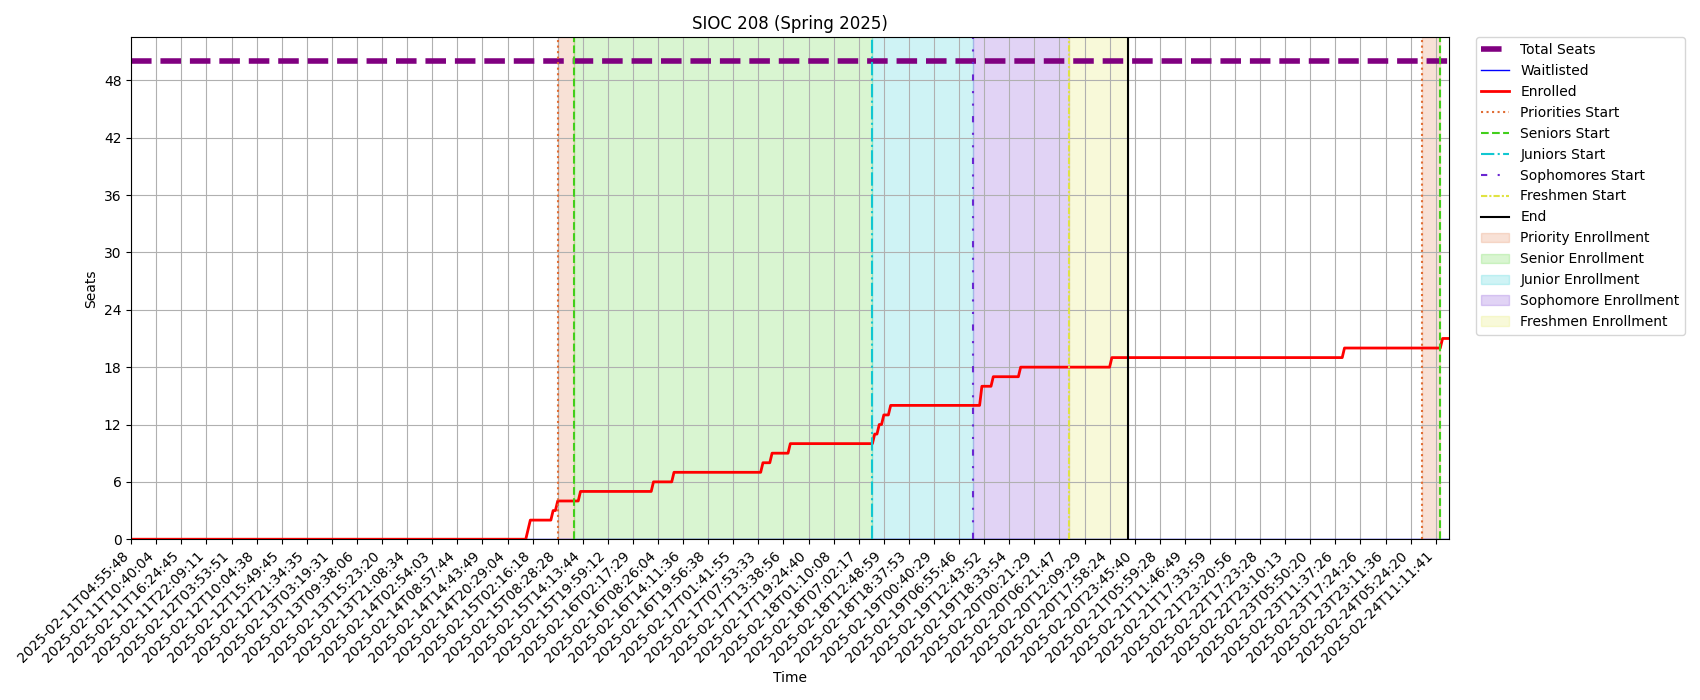 SIOC 208 (Spring 2025)
Total Seats
Waitlisted
Enrolled
Priorities Start
Seniors Start
Juniors Start
Sophomores Start
Freshmen Start
End
Priority Enrollment
Senior Enrollment
Junior Enrollment
Sophomore Enrollment
Freshmen Enrollment
Seats
48
42
36
30
24
18
12
6
0
2025-02-11T04:55:48
2025-02-11T10:40:04
2025-02-11T16:24:45
2025-02-11T22:09:11
2025-02-12T03:53:51
2025-02-12T10:04:38
2025-02-12T15:49:45
2025-02-12T21:34:35
2025-02-13T03:19:31
2025-02-13T09:38:06
2025-02-13T15:23:20
2025-02-13T21:08:34
2025-02-14T02:54:03
2025-02-14T08:57:44
2025-02-14T14:43:49
2025-02-14T20:29:04
2025-02-15T02:16:18
2025-02-15T08:28:28
2025-02-15T14:13:44
2025-02-15T19:59:12
2025-02-16T02:17:29
2025-02-16T08:26:04
2025-02-16T14:11:36
2025-02-16T19:56:38
2025-02-17T01:41:55
2025-02-17T07:53:33
2025-02-17T13:38:56
2025-02-17T19:24:40
2025-02-18T01:10:08
2025-02-18T07:02:17
2025-02-18T12:48:59
2025-02-18T18:37:53
2025-02-19T00:40:29
2025-02-19T06:55:46
2025-02-19T12:43:52
2025-02-19T18:33:54
2025-02-20T00:21:29
2025-02-20T06:21:47
2025-02-20T12:09:29
2025-02-20T17:58:24
2025-02-20T23:45:40
2025-02-21T05:59:28
2025-02-21T11:46:49
2025-02-21T17:33:59
2025-02-21T23:20:56
2025-02-22T17:23:28
2025-02-22T23:10:13
2025-02-23T05:50:20
2025-02-23T11:37:26
2025-02-23T17:24:26
2025-02-23T23:11:36
2025-02-24T05:24:20
2025-02-24T11:11:41
Time